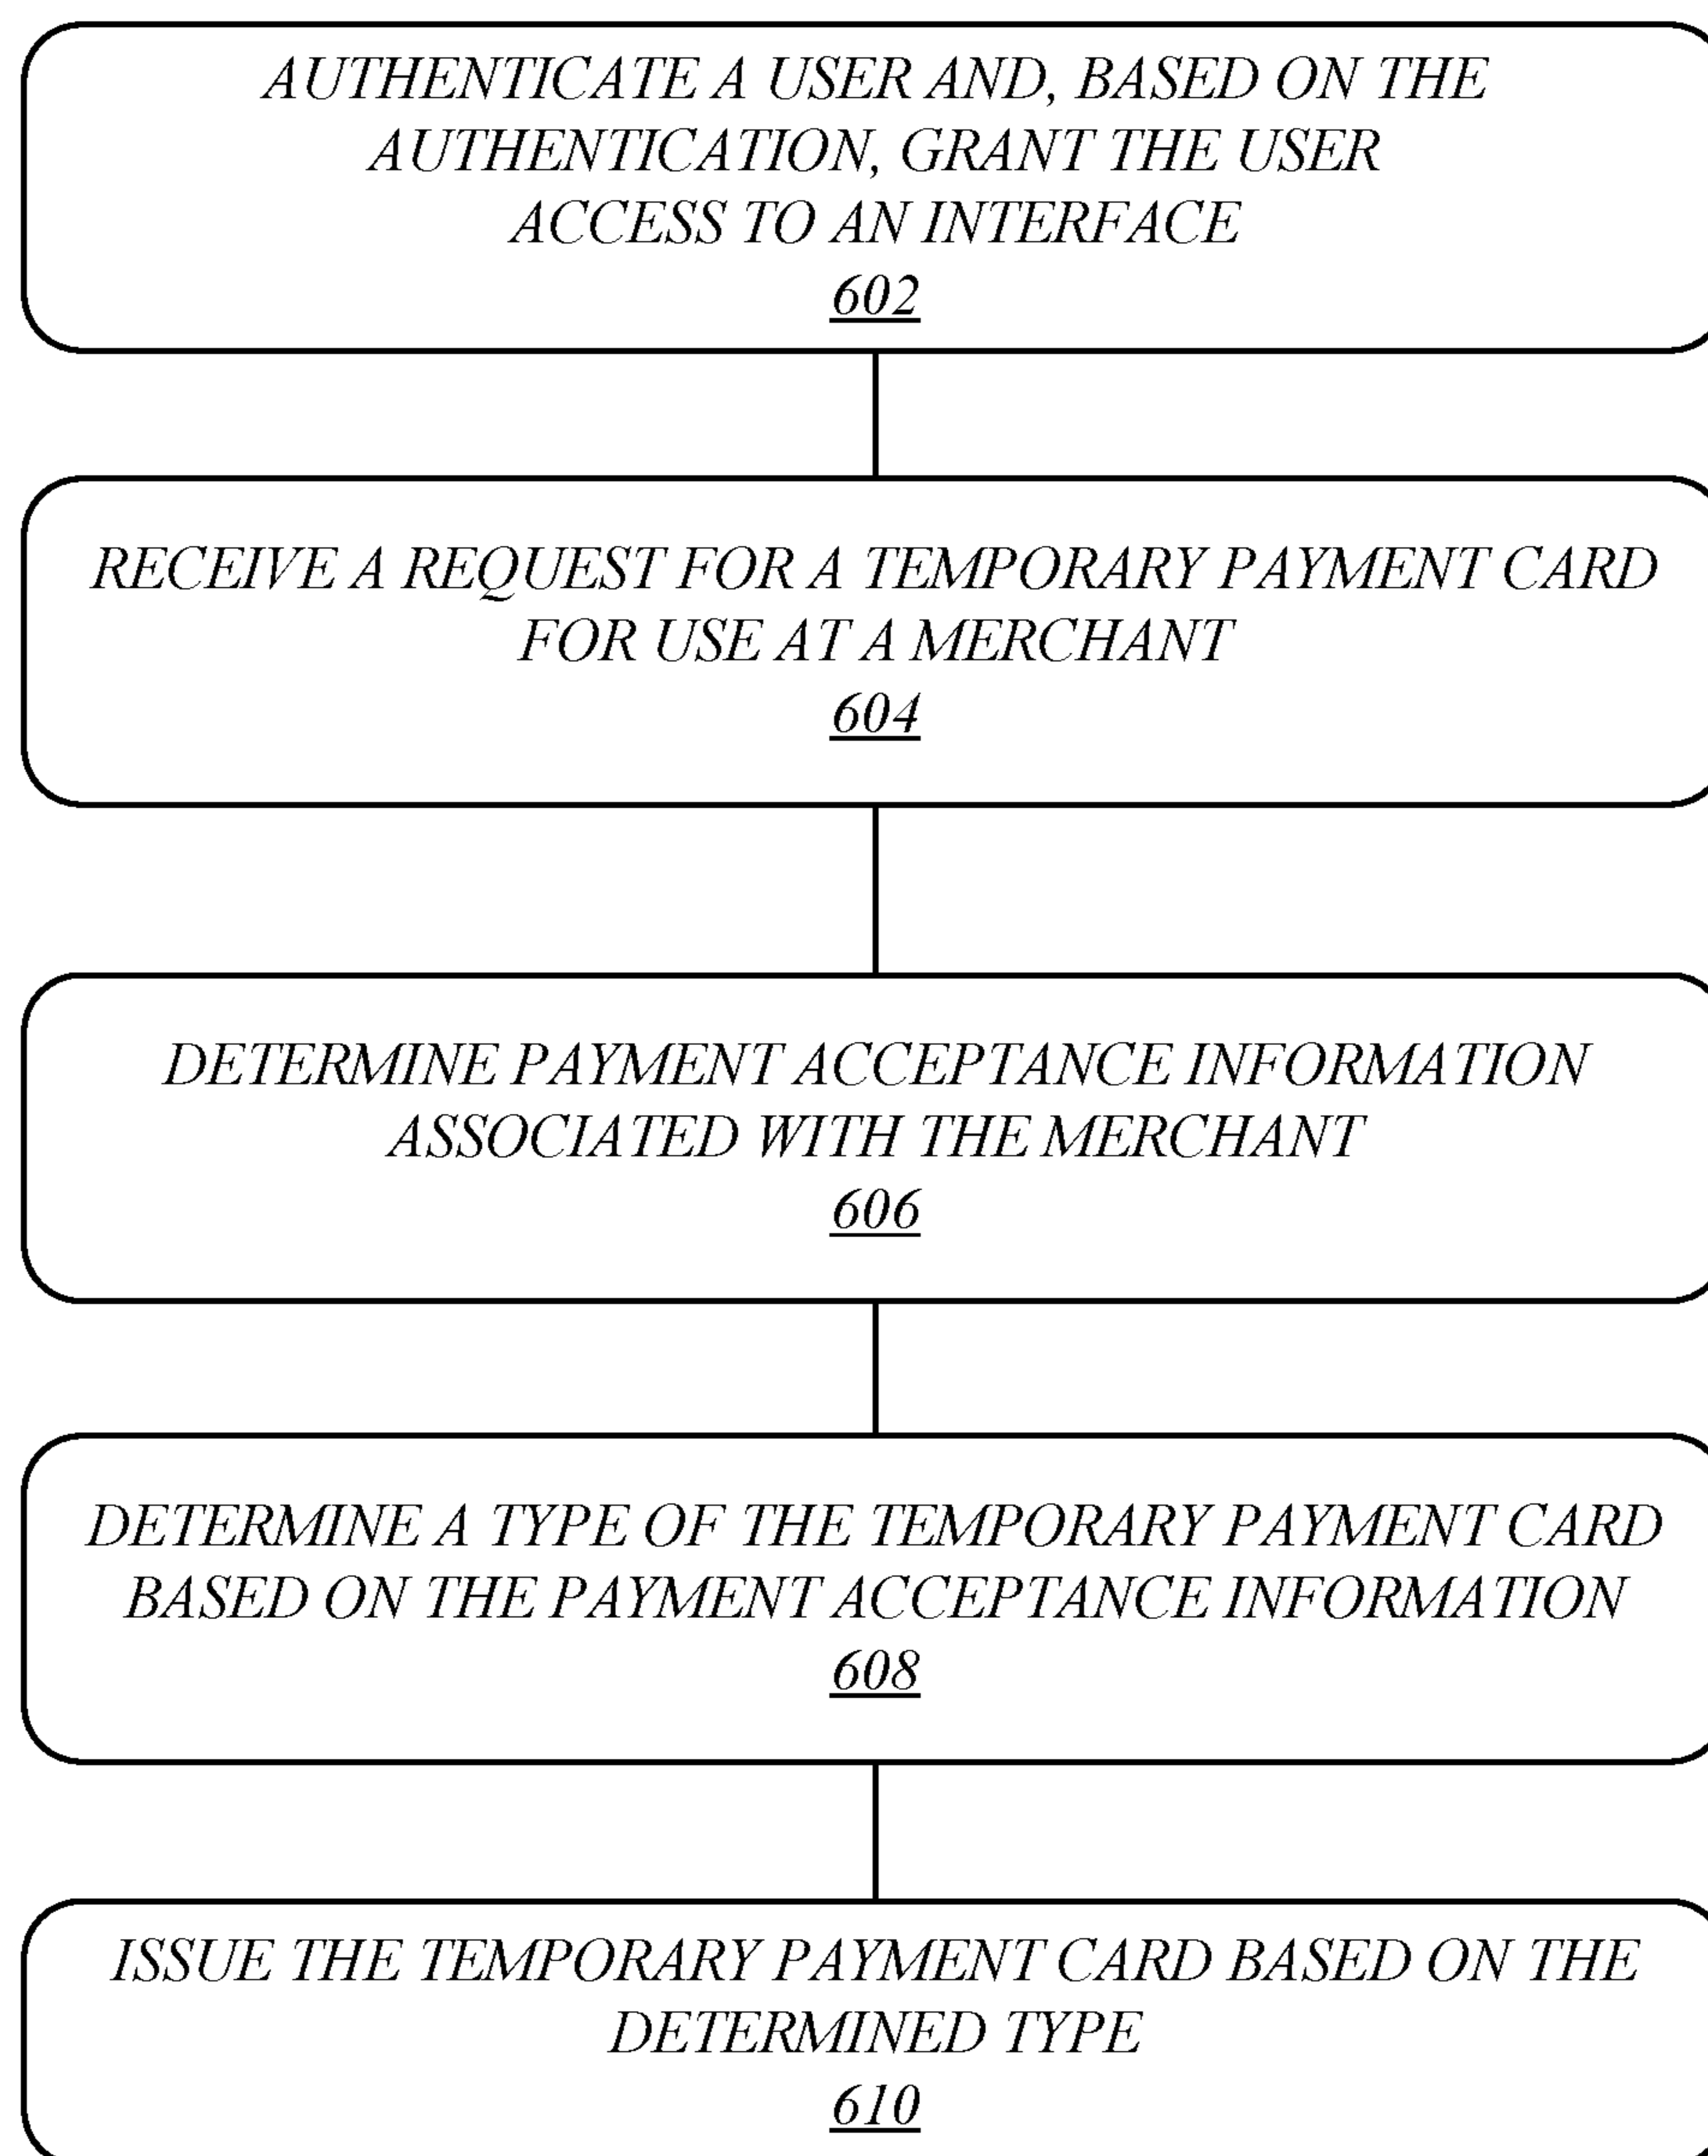 AUTHENTICATE A USER AND, BASED ON THE
AUTHENTICATION, GRANT THE USER
ACCESS TO AN INTERFACE
602
RECEIVE A REQUEST FOR A TEMPORARY PAYMENT CARD
FOR USE AT A MERCHANT
604
DETERMINE PAYMENT ACCEPTANCE INFORMATION
ASSOCIATED WITH THE MERCHANT
606
DETERMINE A TYPE OF THE TEMPORARY PAYMENT CARD
BASED ON THE PAYMENT ACCEPTANCE INFORMATION
608
ISSUE THE TEMPORARY PAYMENT CARD BASED ON THE
DETERMINED TYPE
610